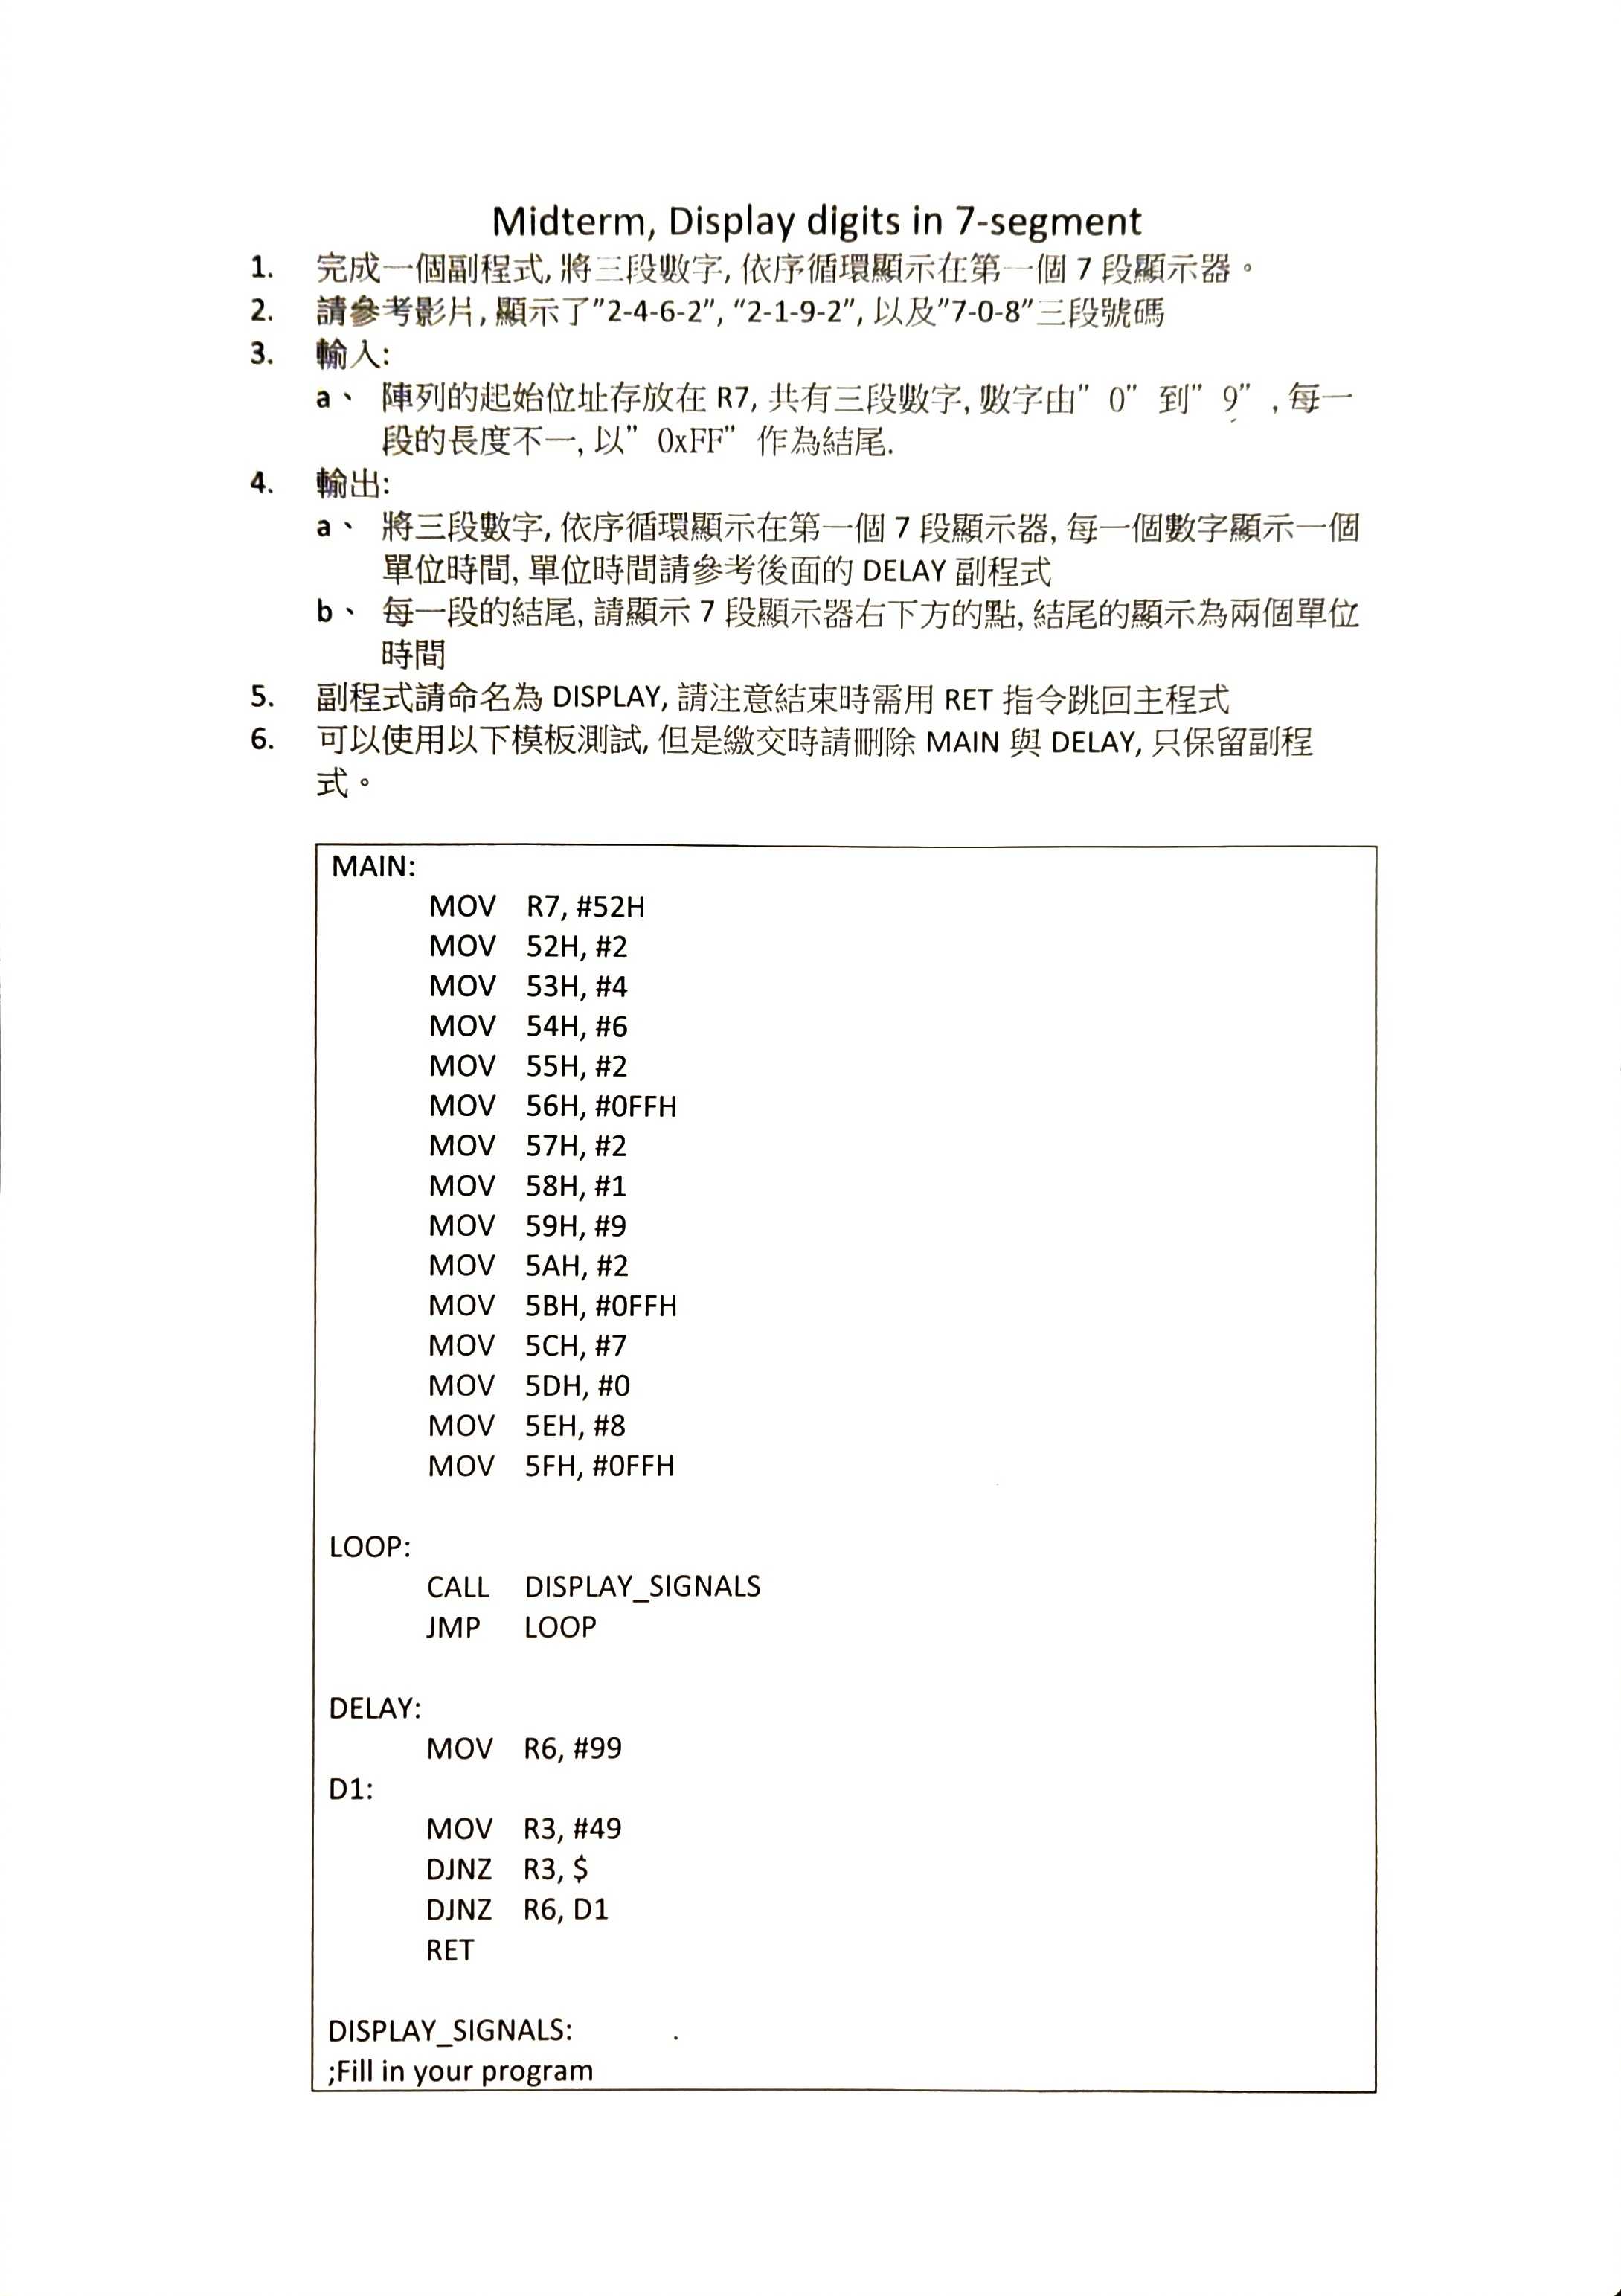 Midterm, Display digits in 7-segment
1. 完成一個副程式, 將三段數字, 依序循環顯示在第一個 7 段顯示器。
2. 請參考影片, 顯示了”2-4-6-2”, “2-1-9-2”, 以及”7-0-8”三段號碼
3. 輸入:
a、 陣列的起始位址存放在 R7, 共有三段數字, 數字由” 0” 到” 9” , 每一
段的長度不一, 以” 0xFF” 作為結尾.
4. 輸出:
a、 將三段數字, 依序循環顯示在第一個 7 段顯示器, 每一個數字顯示一個
單位時間, 單位時間請參考後面的 DELAY 副程式
b、 每一段的結尾, 請顯示 7 段顯示器右下方的點, 結尾的顯示為兩個單位
時間
5. 副程式請命名為 DISPLAY, 請注意結束時需用 RET 指令跳回主程式
6. 可以使用以下模板測試, 但是繳交時請刪除 MAIN 與 DELAY, 只保留副程
式。
MAIN:
MOV R7, #52H
MOV 52H, #2
MOV 53H, #4
MOV 54H, #6
MOV 55H, #2
MOV 56H, #0FFH
MOV 57H, #2
MOV 58H, #1
MOV 59H, #9
MOV 5AH, #2
MOV 5BH, #0FFH
MOV 5CH, #7
MOV 5DH, #0
MOV 5EH, #8
MOV 5FH, #0FFH
LOOP:
CALL DISPLAY_SIGNALS
JMP LOOP
DELAY:
MOV R6, #99
D1:
MOV R3, #49
DJNZ R3, $
DJNZ R6, D1
RET
DISPLAY_SIGNALS:
;Fill in your program